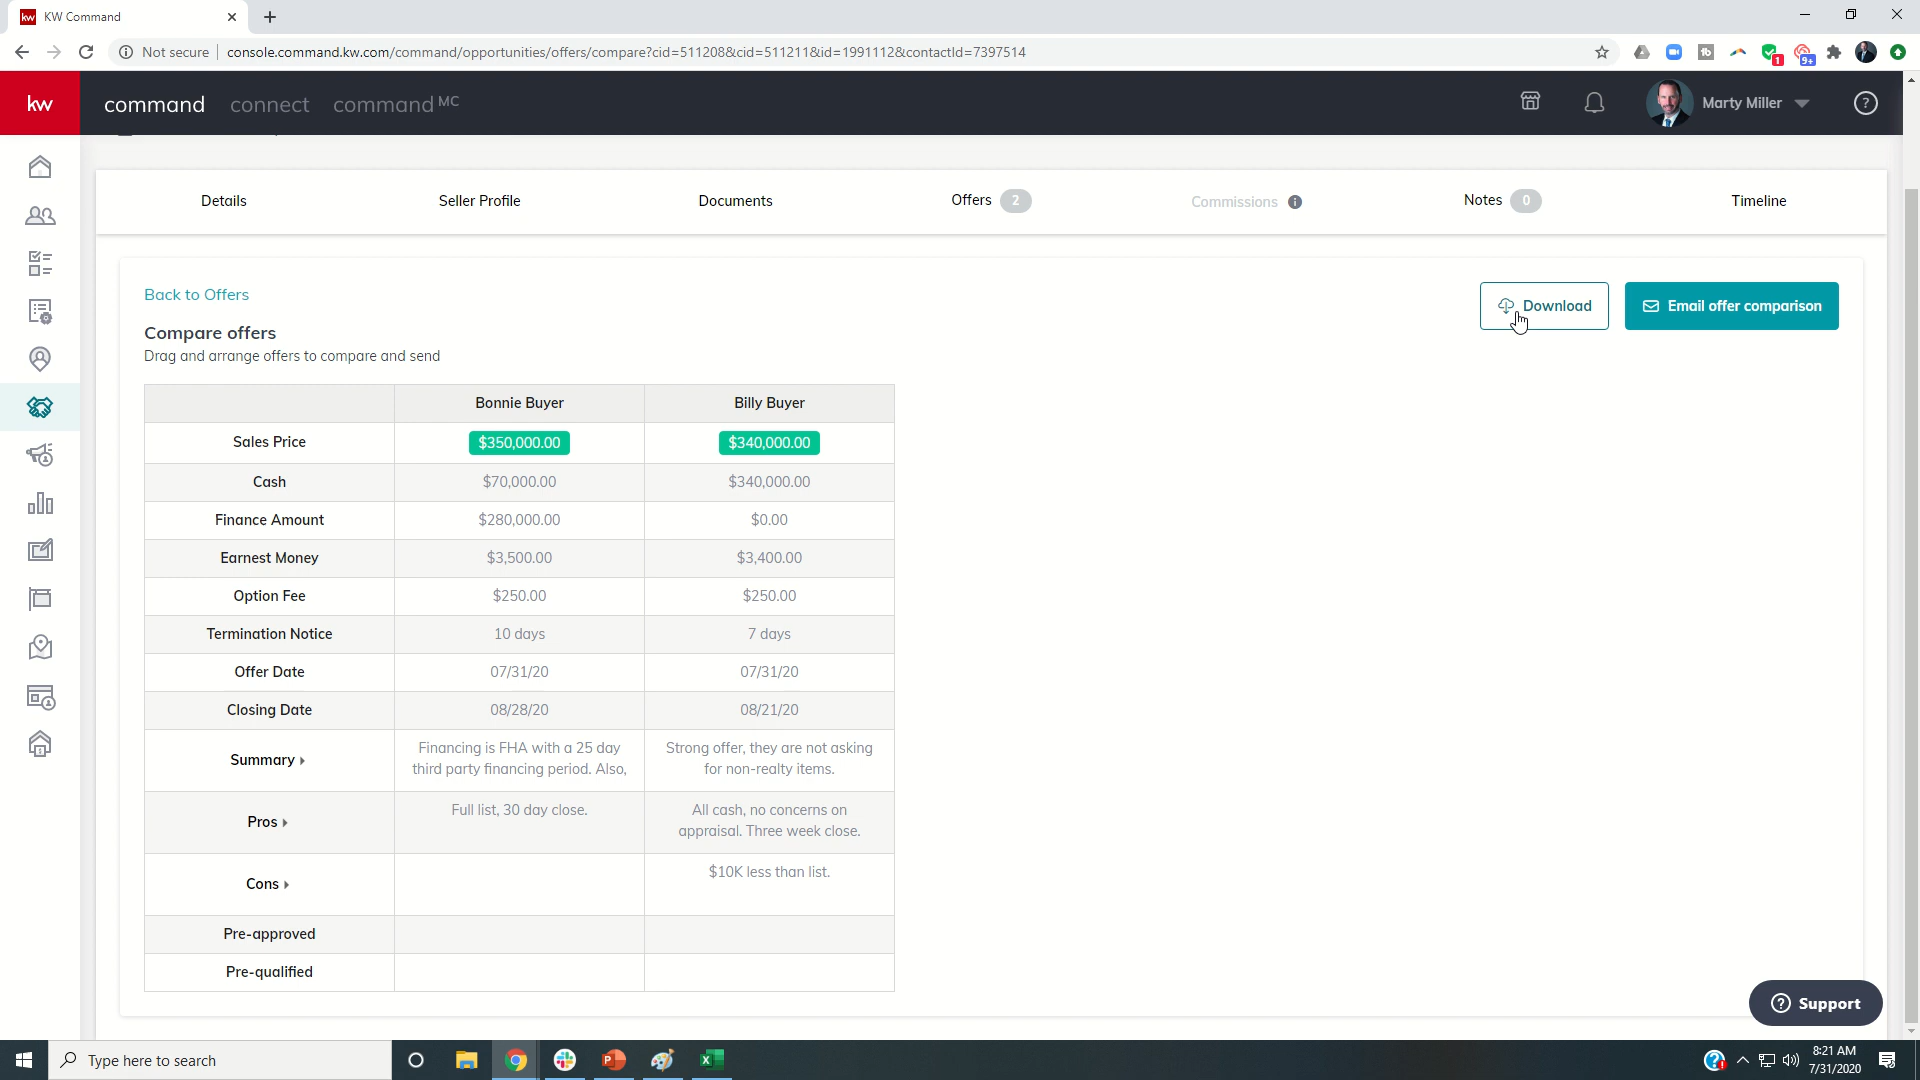 KW Command
Not secure
console.command.kw.com/command/opportunities/offers/compare?cid=511208&cid=511211&id=1991112&contactId=7397514
1
9+
kw
command
connect
command MC
Marty Miller
Details
Seller Profile
Documents
Offers 2
Commissions
Notes 0
Timeline
Back to Offers
Download
Email offer comparison
Compare offers
Drag and arrange offers to compare and send
Bonnie Buyer Billy Buyer
Sales Price $350,000.00 $340,000.00
Cash $70,000.00 $340,000.00
Finance Amount $280,000.00 $0.00
Earnest Money $3,500.00 $3,400.00
Option Fee $250.00 $250.00
Termination Notice 10 days 7 days
Offer Date 07/31/20 07/31/20
Closing Date 08/28/20 08/21/20
Summary
Financing is FHA with a 25 day
third party financing period. Also,
Strong offer, they are not asking
for non-realty items.
Pros
Full list, 30 day close.
All cash, no concerns on
appraisal. Three week close.
Cons
$10K less than list.
Pre-approved
Pre-qualified
Support
Type here to search
8:21 AM
7/31/2020